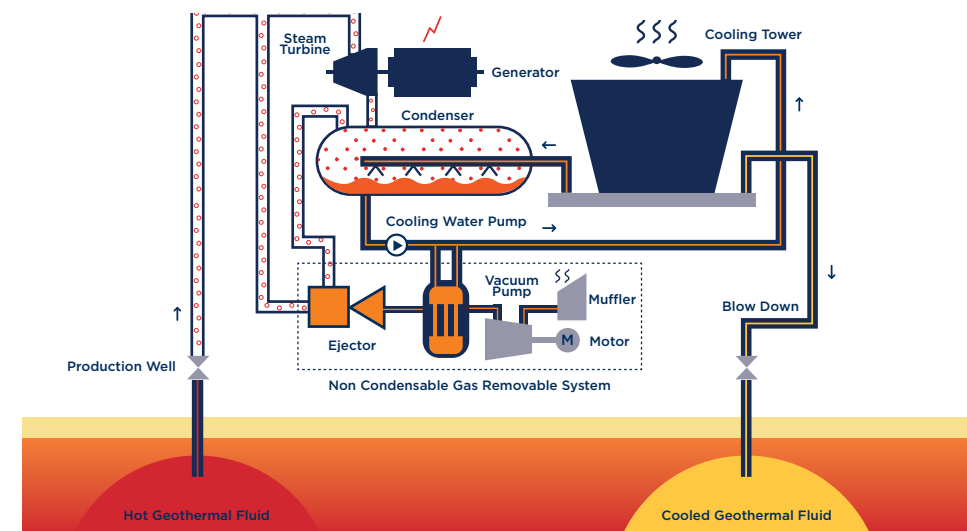 Cooling Tower
Steam
Turbine
Generator
Condenser
Cooling Water Pump
Vacuum
Pump
Muffler
Blow Down
Ejector
M
Motor
Production Well
Non Condensable Gas Removable System
Hot Geothermal Fluid
Cooled Geothermal Fluid